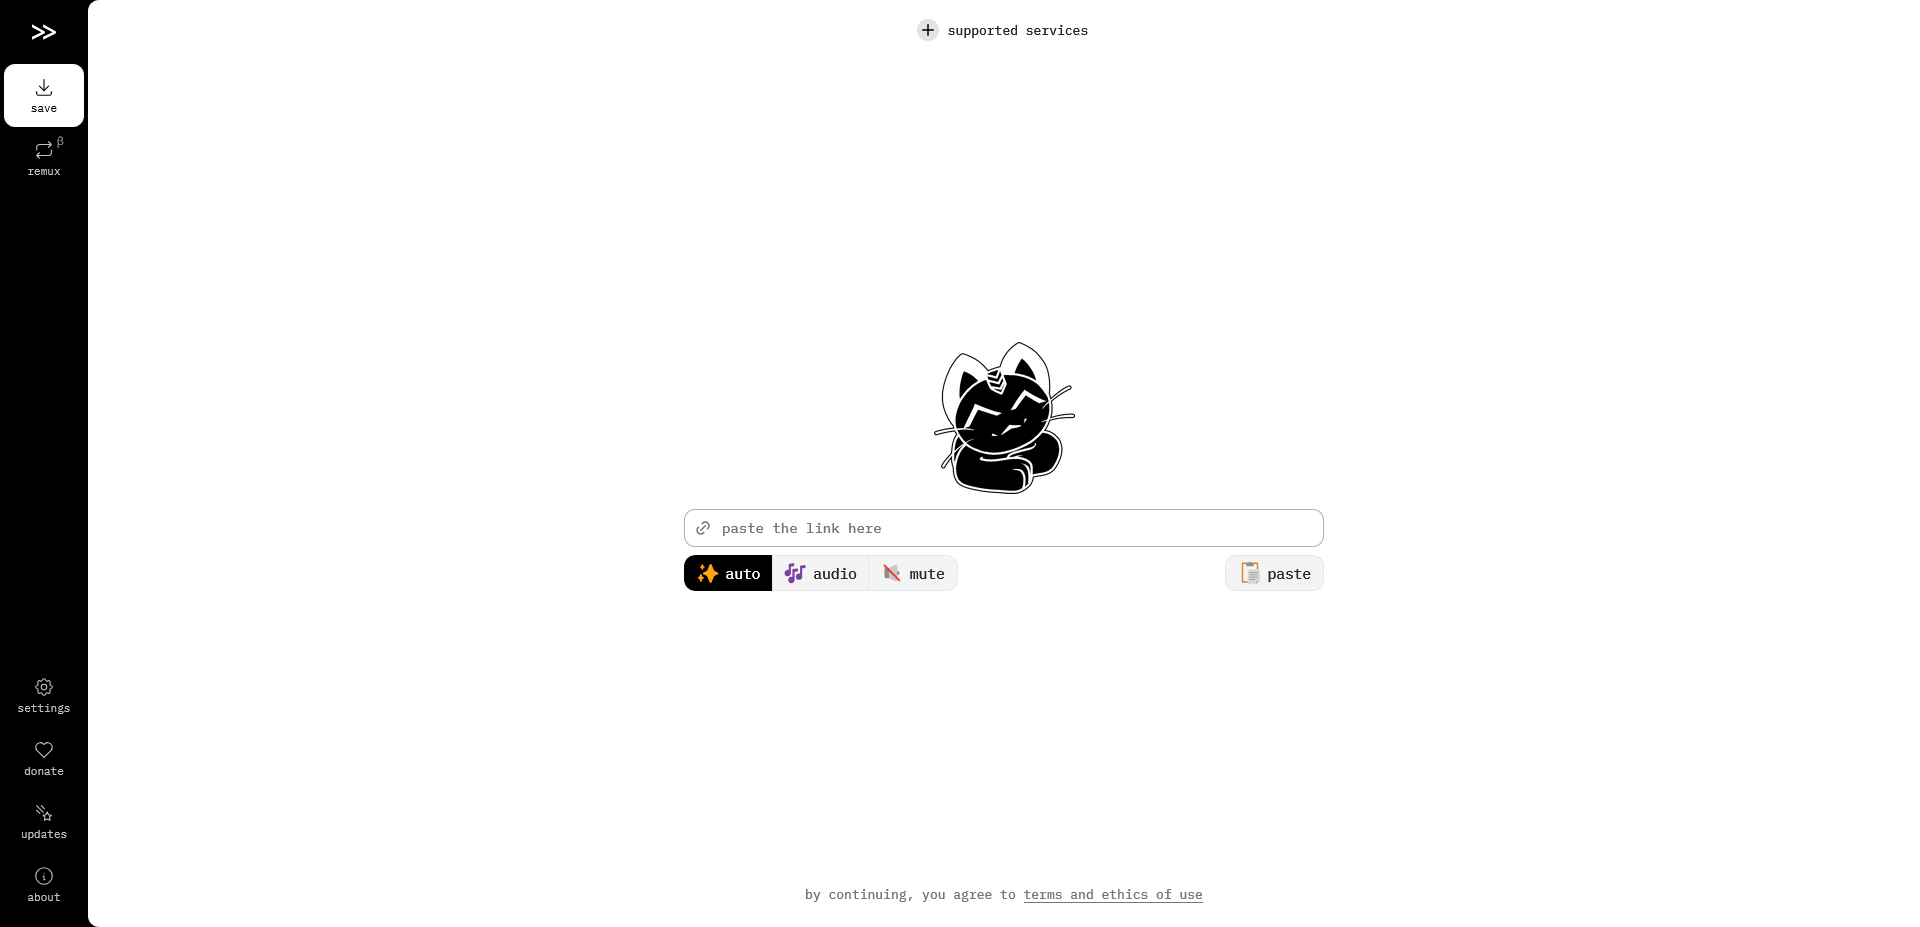 save
β
remux
settings
donate
updates
about
supported services
paste the link here
auto
audio
mute
paste
by continuing, you agree to terms and ethics of use